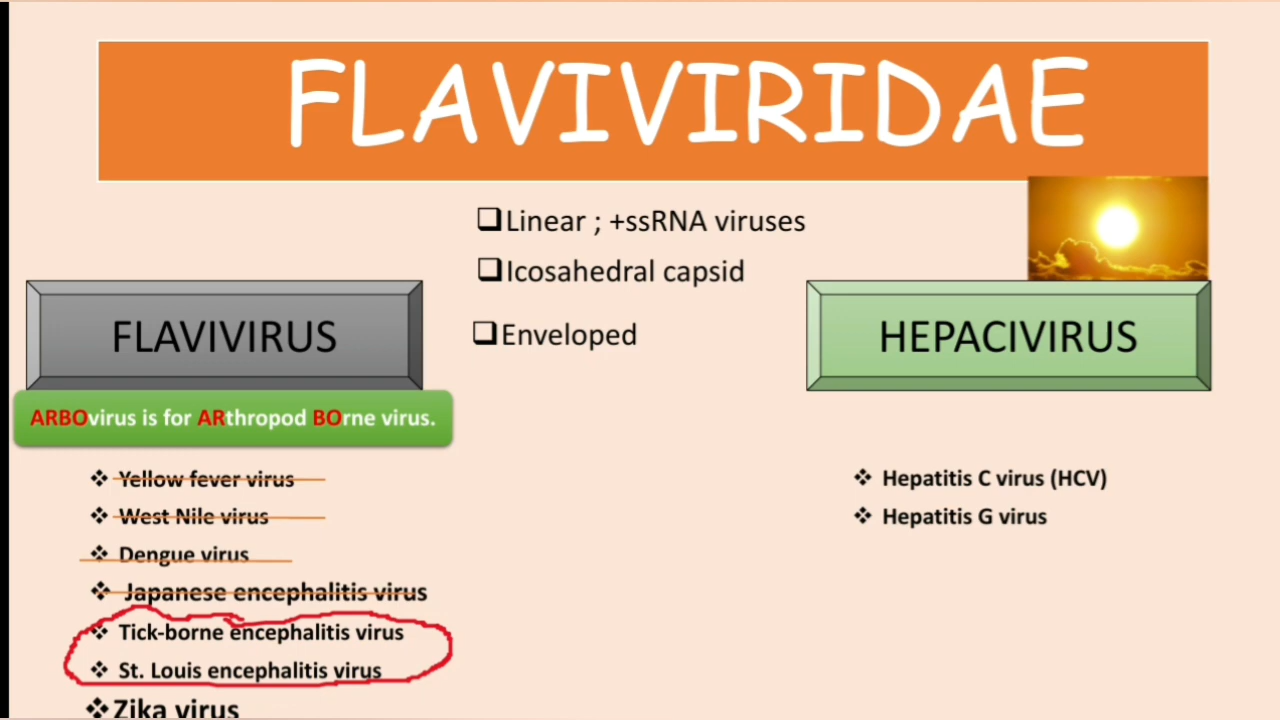 FLAVIVIRIDAE
❑Linear ; +ssRNA viruses
❑Icosahedral capsid
❑Enveloped
FLAVIVIRUS
HEPACIVIRUS
ARBOvirus is for ARthropod BOrne virus.
❖ Yellow fever virus
❖ West Nile virus
❖ Dengue virus
❖ Japanese encephalitis virus
❖ Tick-borne encephalitis virus
❖ St. Louis encephalitis virus
❖Zika virus
❖ Hepatitis C virus (HCV)
❖ Hepatitis G virus